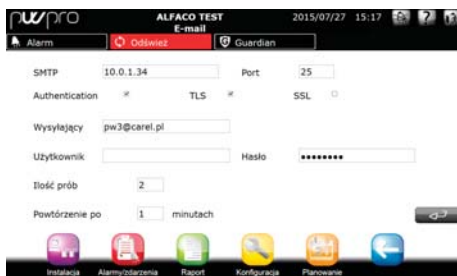 pwpro ALFACO TEST 2015/07/27 15:17 ?
E-mail
Alarm Odśwież Guardian
SMTP 10.0.1.34 Port 25
Authentication TLS SSL
Wysyłający pw3@carel.pl
Użytkownik Hasło ••••••••
Ilość prób 2
Powtórzenie po 1 minutach
Instalacja Alarmy/zdarzenia Raport Konfiguracja Planowanie